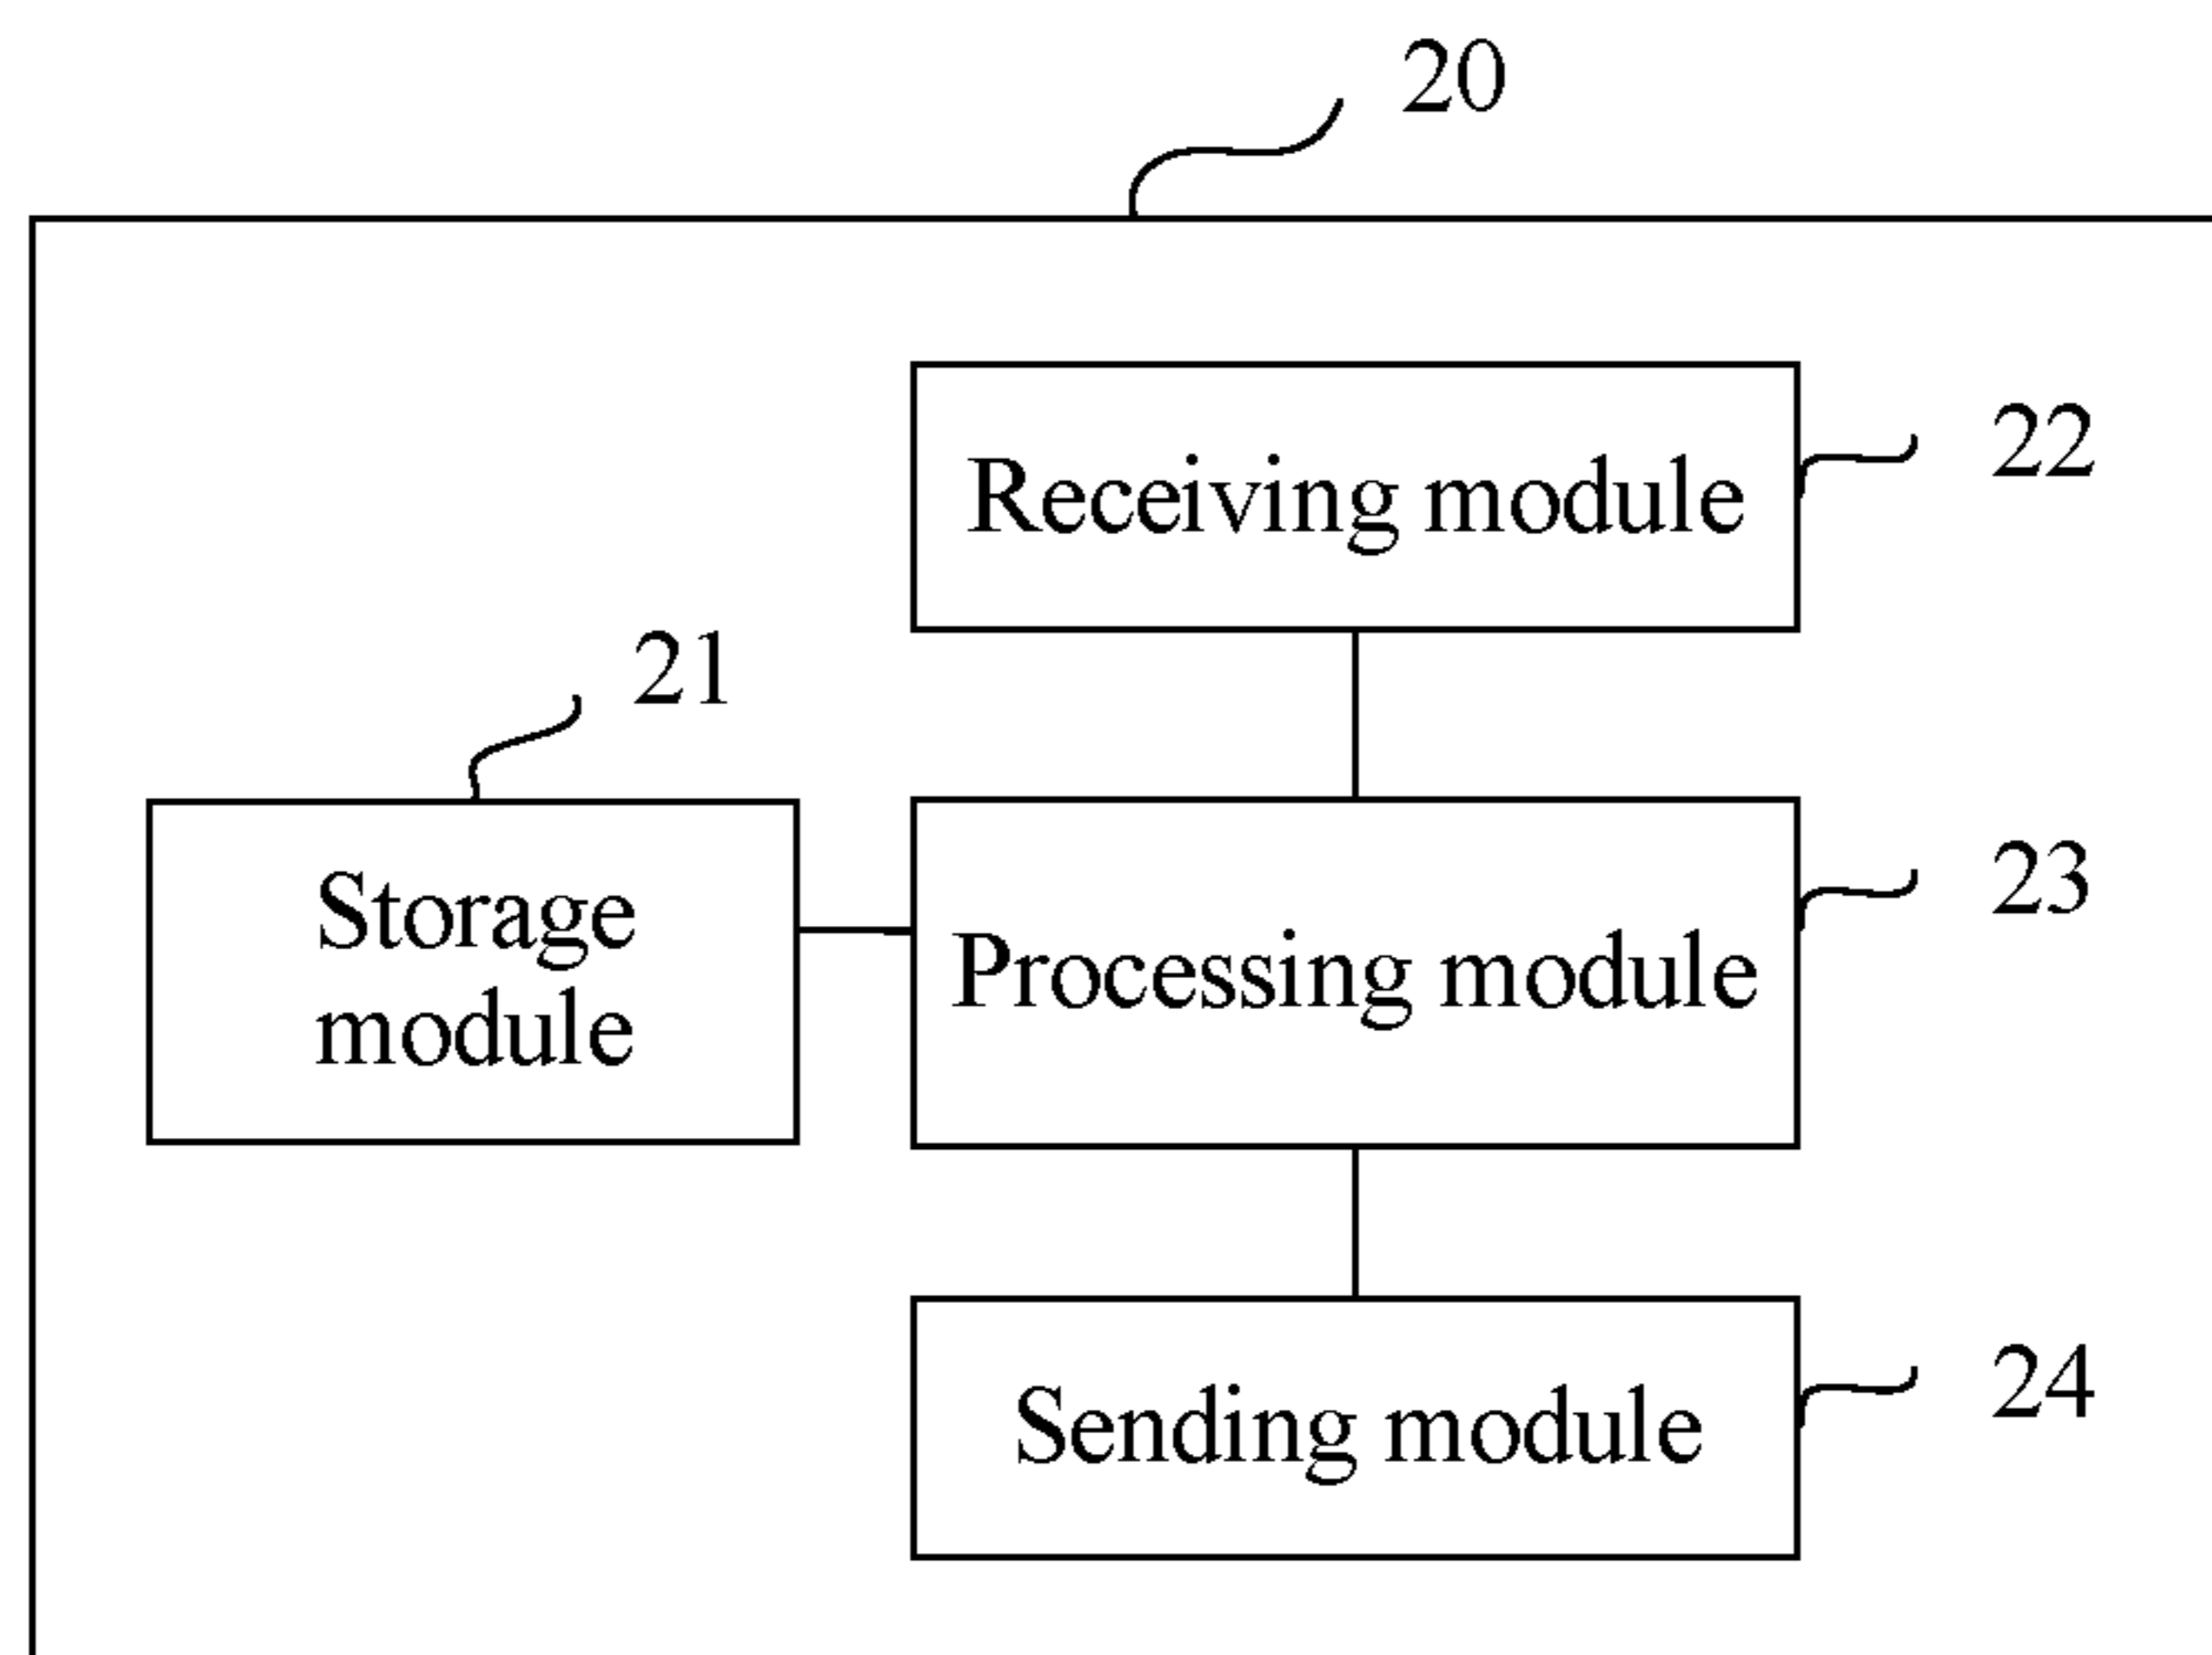 20
Receiving module
22
21
Storage
module
Processing module
23
Sending module
24